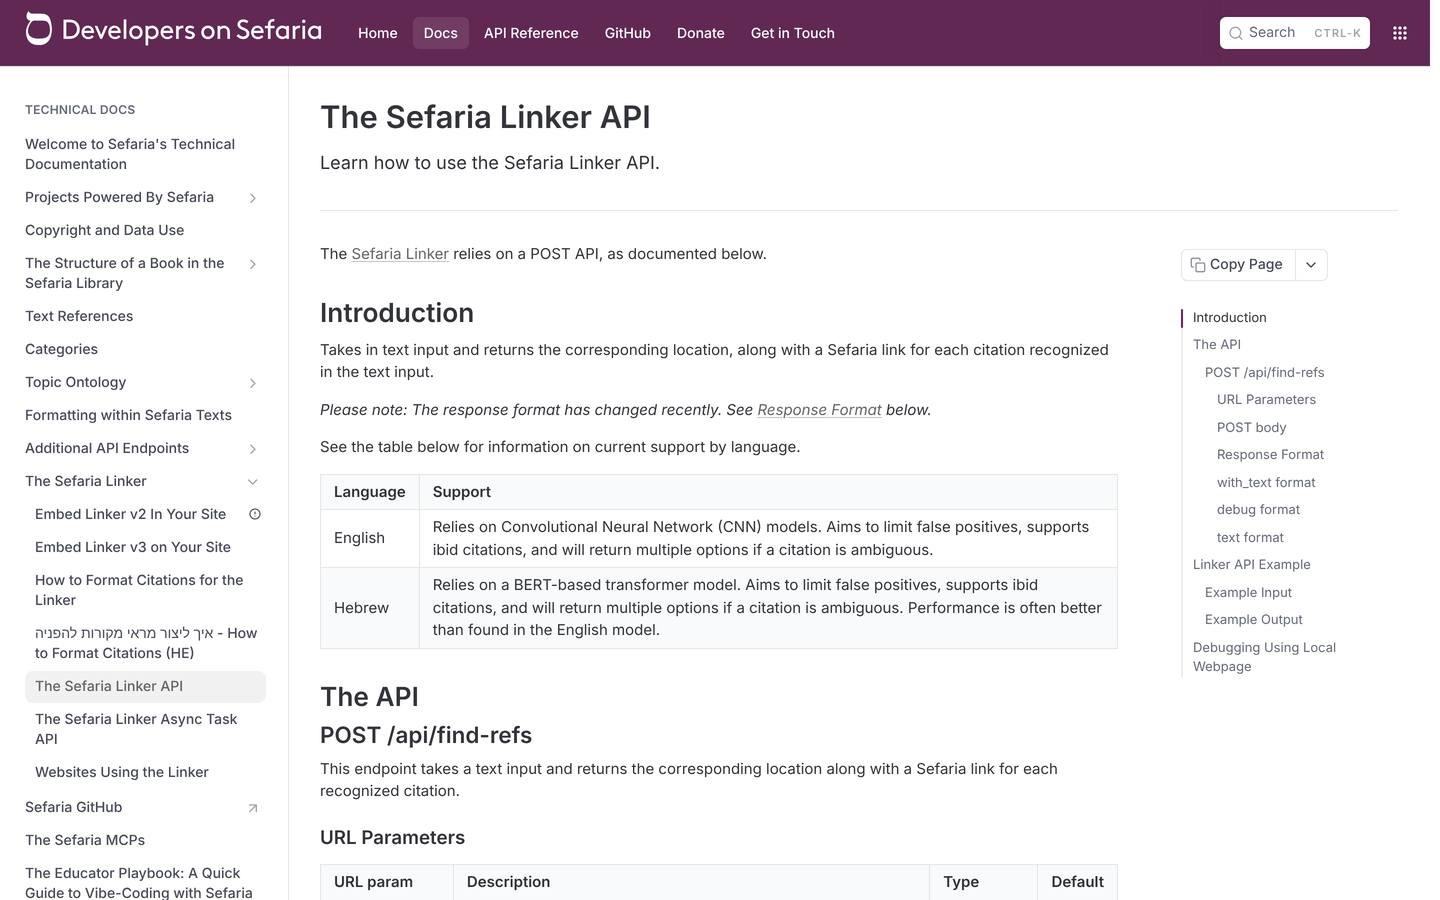 Developers on Sefaria
Home
Docs
API Reference
GitHub
Donate
Get in Touch
Search
CTRL-K
TECHNICAL DOCS
Welcome to Sefaria's Technical
Documentation
Projects Powered By Sefaria
Copyright and Data Use
The Structure of a Book in the
Sefaria Library
Text References
Categories
Topic Ontology
Formatting within Sefaria Texts
Additional API Endpoints
The Sefaria Linker
Embed Linker v2 In Your Site
Embed Linker v3 on Your Site
How to Format Citations for the
Linker
איך ליצור מראי מקורות להפניה - How
to Format Citations (HE)
The Sefaria Linker API
The Sefaria Linker Async Task
API
Websites Using the Linker
Sefaria GitHub
The Sefaria MCPs
The Educator Playbook: A Quick
Guide to Vibe-Coding with Sefaria
The Sefaria Linker API
Learn how to use the Sefaria Linker API.
The Sefaria Linker relies on a POST API, as documented below.
Introduction
Takes in text input and returns the corresponding location, along with a Sefaria link for each citation recognized
in the text input.
Please note: The response format has changed recently. See Response Format below.
See the table below for information on current support by language.
Language
Support
English
Relies on Convolutional Neural Network (CNN) models. Aims to limit false positives, supports
ibid citations, and will return multiple options if a citation is ambiguous.
Hebrew
Relies on a BERT-based transformer model. Aims to limit false positives, supports ibid
citations, and will return multiple options if a citation is ambiguous. Performance is often better
than found in the English model.
The API
POST /api/find-refs
This endpoint takes a text input and returns the corresponding location along with a Sefaria link for each
recognized citation.
URL Parameters
URL param
Description
Type
Default
Copy Page
Introduction
The API
POST /api/find-refs
URL Parameters
POST body
Response Format
with_text format
debug format
text format
Linker API Example
Example Input
Example Output
Debugging Using Local
Webpage